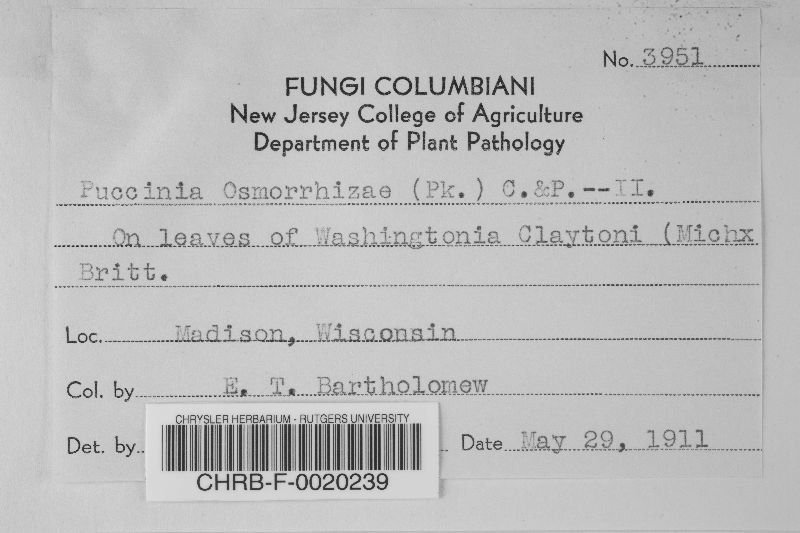 No. 3951
FUNGI COLUMBIANI
New Jersey College of Agriculture
Department of Plant Pathology
Puccinia Osmorrhizae (Pk.) C.&P.--II.
On leaves of Washingtonia Claytoni (Michx
Britt.
Loc. Madison, Wisconsin
Col. by E. T. Bartholomew
Det. by Date May 29, 1911
CHRYSLER HERBARIUM - RUTGERS UNIVERSITY
CHRB-F-0020239